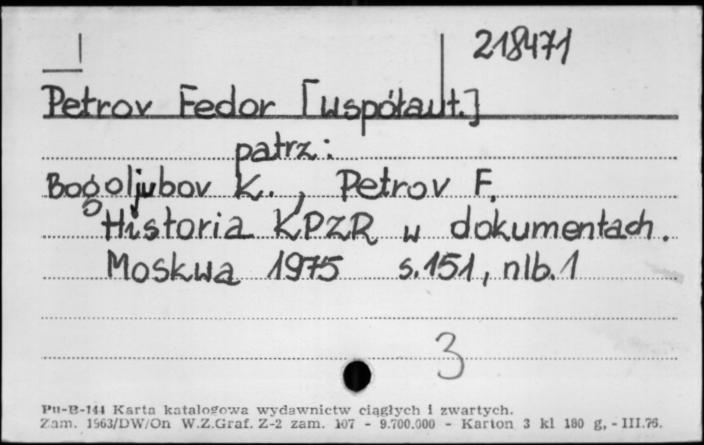 218471
Petrov Fedor [współaut.]
patrz:
Bogoljubov K., Petrov F.
Historia KPZR w dokumentach.
Moskwa 1975 s.151, nlb.1
3
Pu-B-144 Karta katalogowa wydawnictw ciągłych i zwartych.
Zam. 1563/DW/On W.Z.Graf. Z-2 zam. 107 - 9.700.000 - Karton 3 kl 180 g, - III.76.